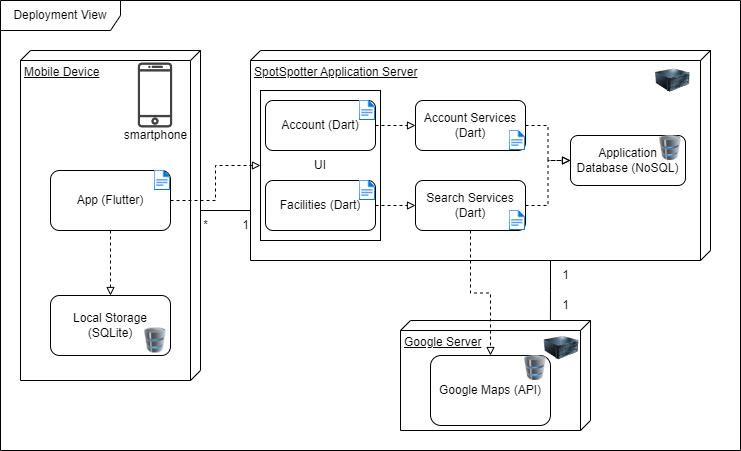 Deployment View
Mobile Device
smartphone
App (Flutter)
Local Storage
(SQLite)
*
1
SpotSpotter Application Server
Account (Dart)
UI
Facilities (Dart)
Account Services
(Dart)
Search Services
(Dart)
Application
Database (NoSQL)
1
1
Google Server
Google Maps (API)